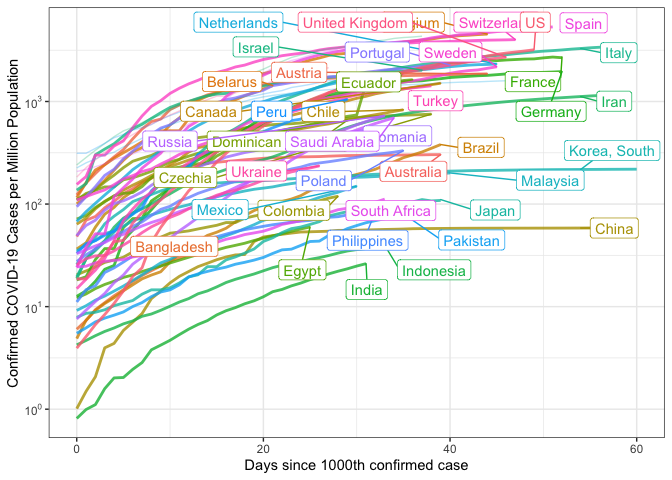 Netherlands
United Kingdom
ium
Switzerla
US
Spain
Israel
Portugal
Sweden
Italy
Belarus
Austria
Ecuador
France
Iran
Canada
Peru
Chile
Turkey
Germany
Russia
Dominican
Saudi Arabia
mania
Brazil
Korea, South
Czechia
Ukraine
Poland
Australia
Malaysia
Mexico
Colombia
South Africa
Japan
China
Bangladesh
Philippines
Pakistan
Egypt
Indonesia
India
Confirmed COVID-19 Cases per Million Population
10³
10²
10¹
10⁰
0
20
40
60
Days since 1000th confirmed case